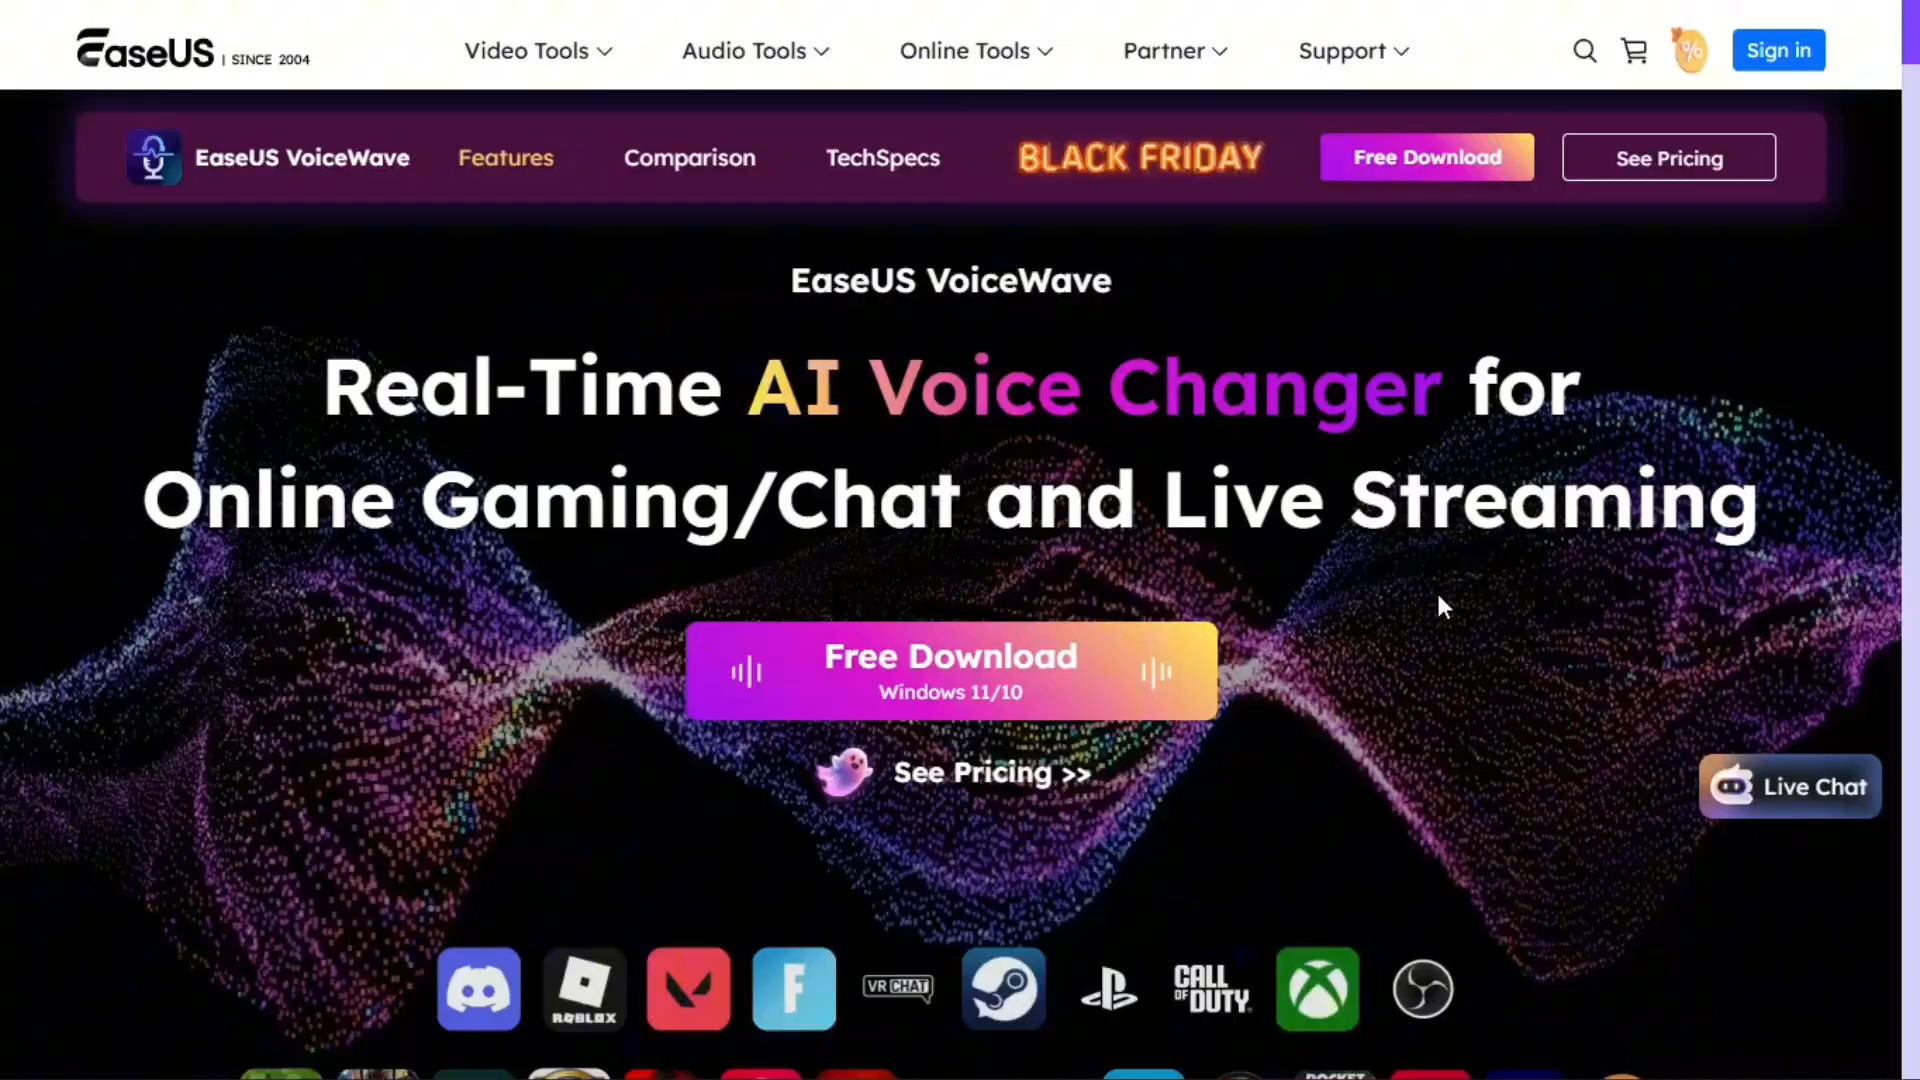 EaseUS | SINCE 2004
Video Tools
Audio Tools
Online Tools
Partner
Support
%
Sign in
EaseUS VoiceWave
Features
Comparison
TechSpecs
BLACK FRIDAY
Free Download
See Pricing
EaseUS VoiceWave
Real-Time AI Voice Changer for
Online Gaming/Chat and Live Streaming
Free Download
Windows 11/10
See Pricing >>
Live Chat
ROBLOX
F
VRCHAT
CALL
OF DUTY.